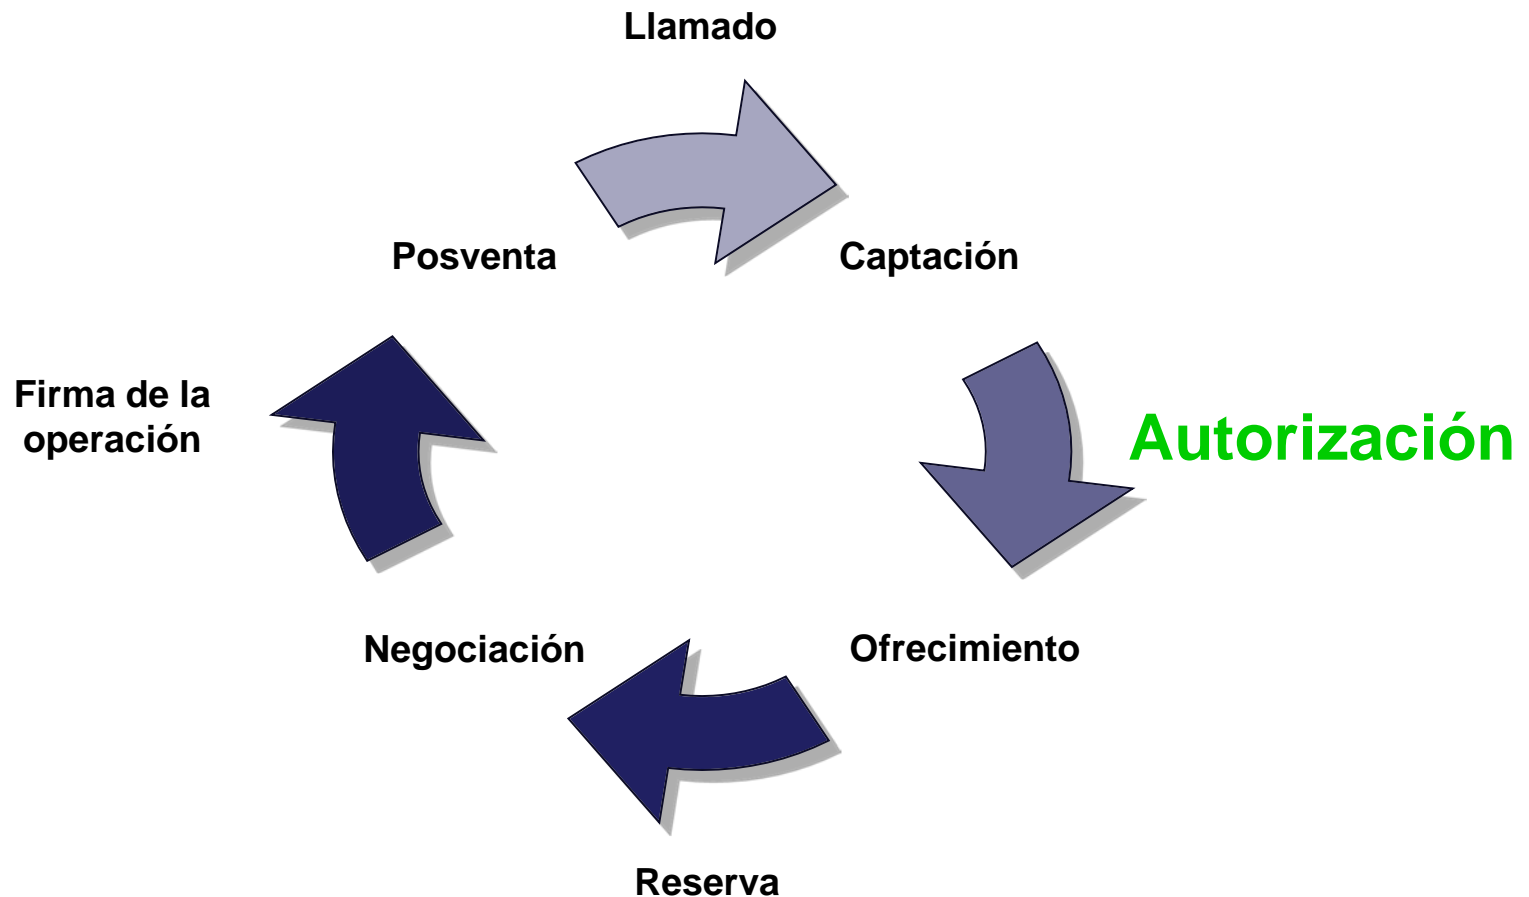 Llamado
Posventa
Captación
Firma de la
operación
Autorización
Negociación
Ofrecimiento
Reserva